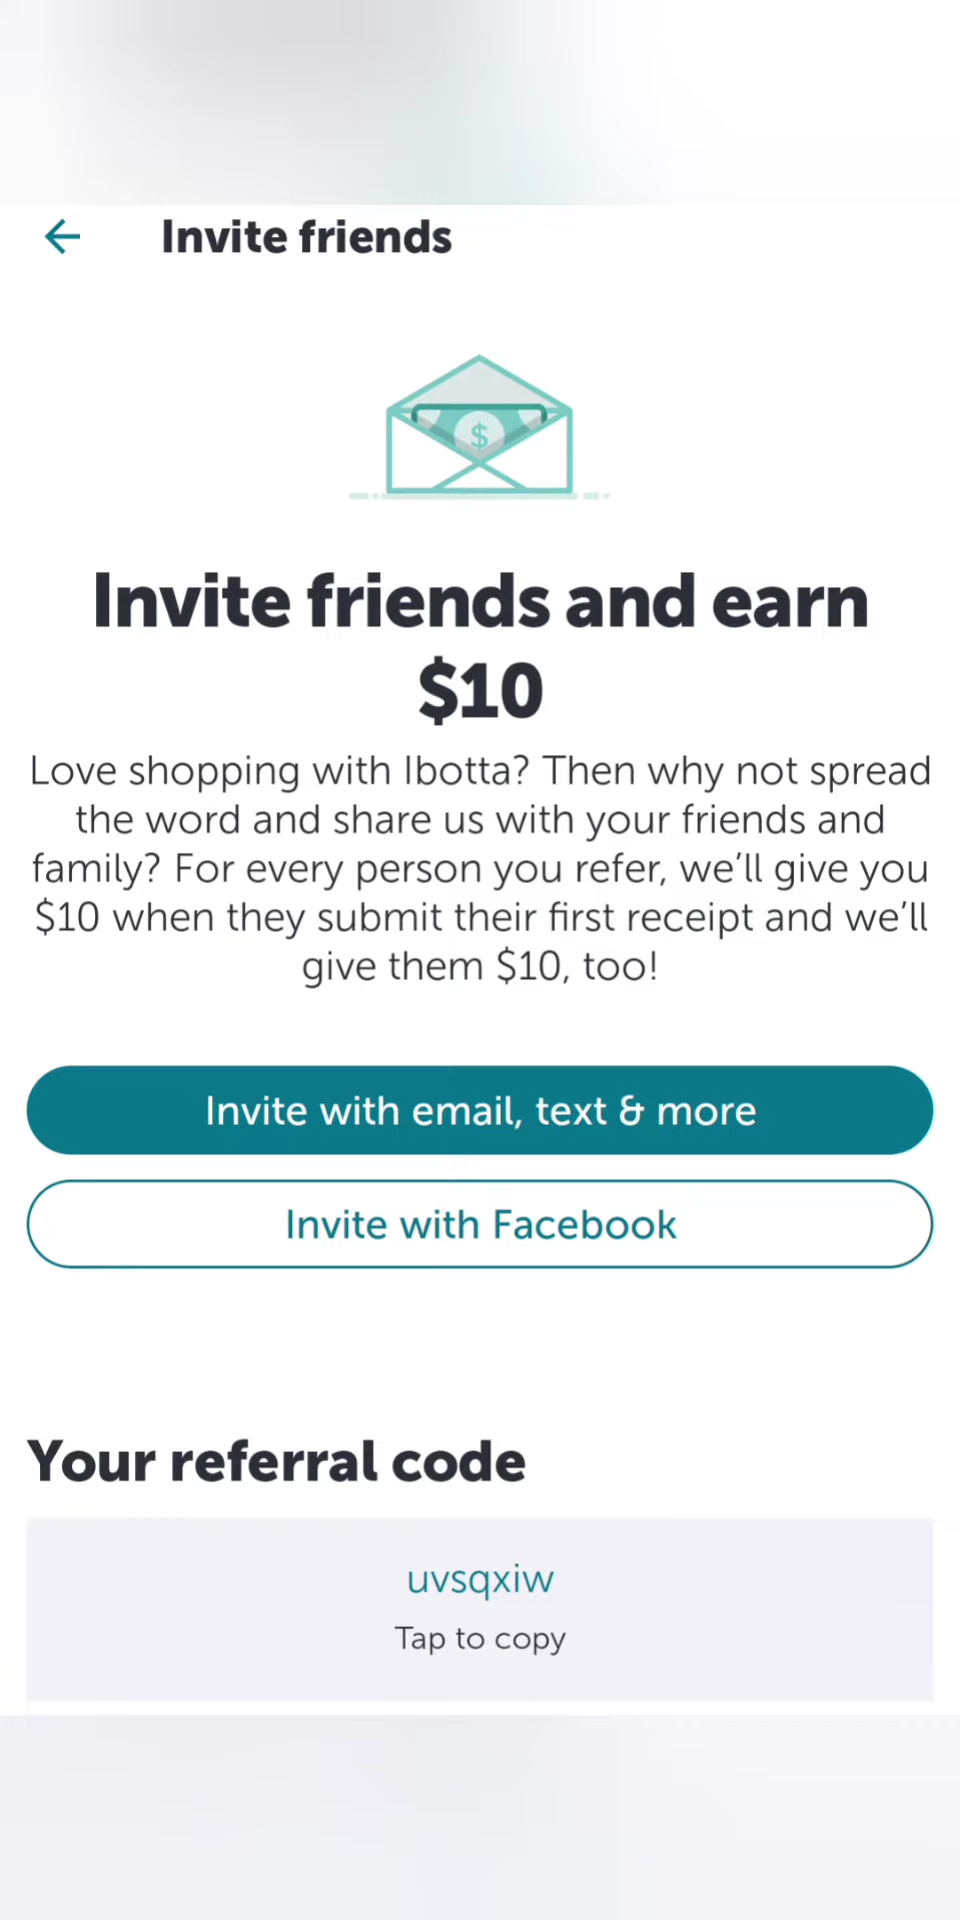 Invite friends
$
Invite friends and earn
$10
Love shopping with Ibotta? Then why not spread
the word and share us with your friends and
family? For every person you refer, we’ll give you
$10 when they submit their first receipt and we’ll
give them $10, too!
Invite with email, text & more
Invite with Facebook
Your referral code
uvsqxiw
Tap to copy